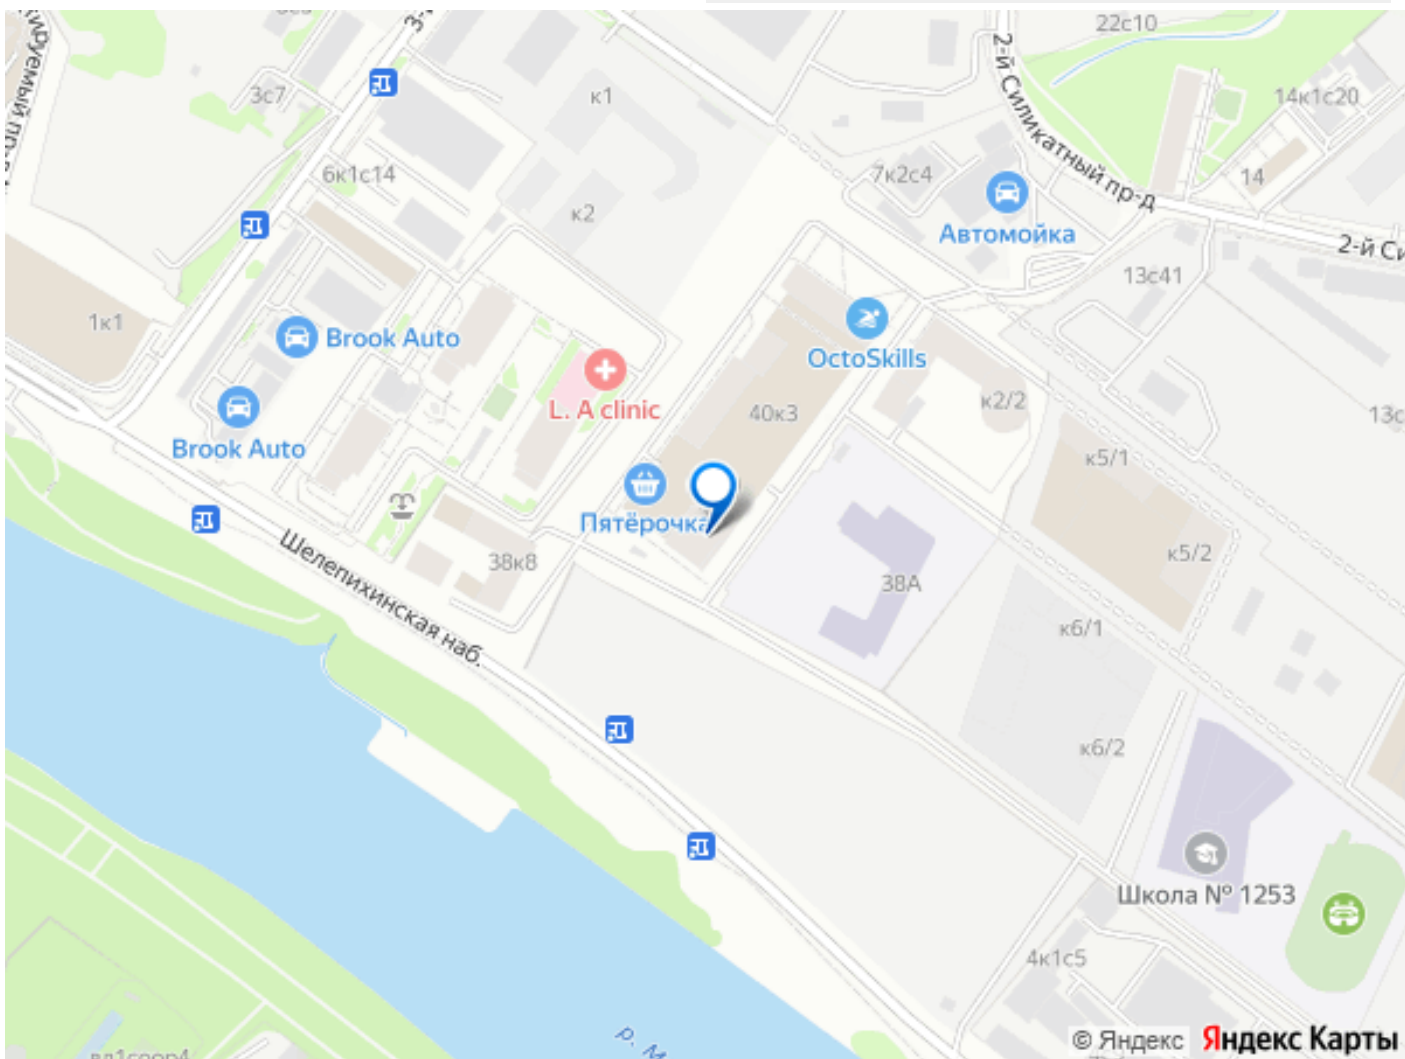 22с10
2-й Силикатный пр-д
3с7
к1
14к1с20
6к1с14
7к2с4
14
к2
Автомойка
2-й Си
13с41
1к1
Brook Auto
OctoSkills
L. A clinic
40к3
к2/2
13с
Brook Auto
к5/1
Пятёрочка
к5/2
38к8
38А
Шелепихинская наб.
к6/1
к6/2
Школа № 1253
4к1с5
р. М
© Яндекс Яндекс Карты